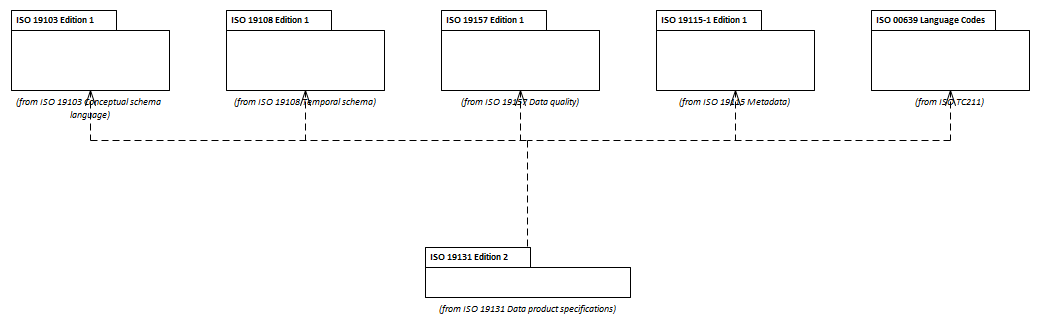 ISO 19103 Edition 1
ISO 19108 Edition 1
ISO 19157 Edition 1
ISO 19115-1 Edition 1
ISO 00639 Language Codes
(from ISO 19103 Conceptual schema
language)
(from ISO 19108 Temporal schema)
(from ISO 19157 Data quality)
(from ISO 19115 Metadata)
(from ISO TC211)
ISO 19131 Edition 2
(from ISO 19131 Data product specifications)